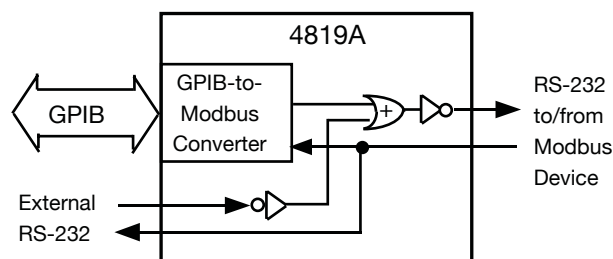 4819A
GPIB
GPIB-to-
Modbus
Converter
+
RS-232
to/from
Modbus
Device
External
RS-232